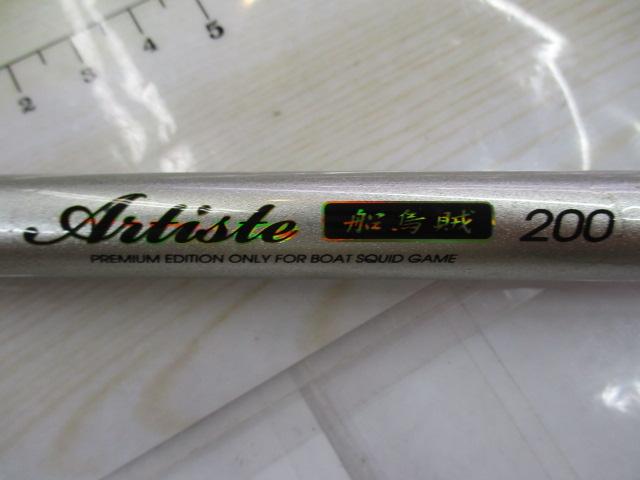 2 3 4 5
Artiste 船烏賊 200
PREMIUM EDITION ONLY FOR BOAT SQUID GAME